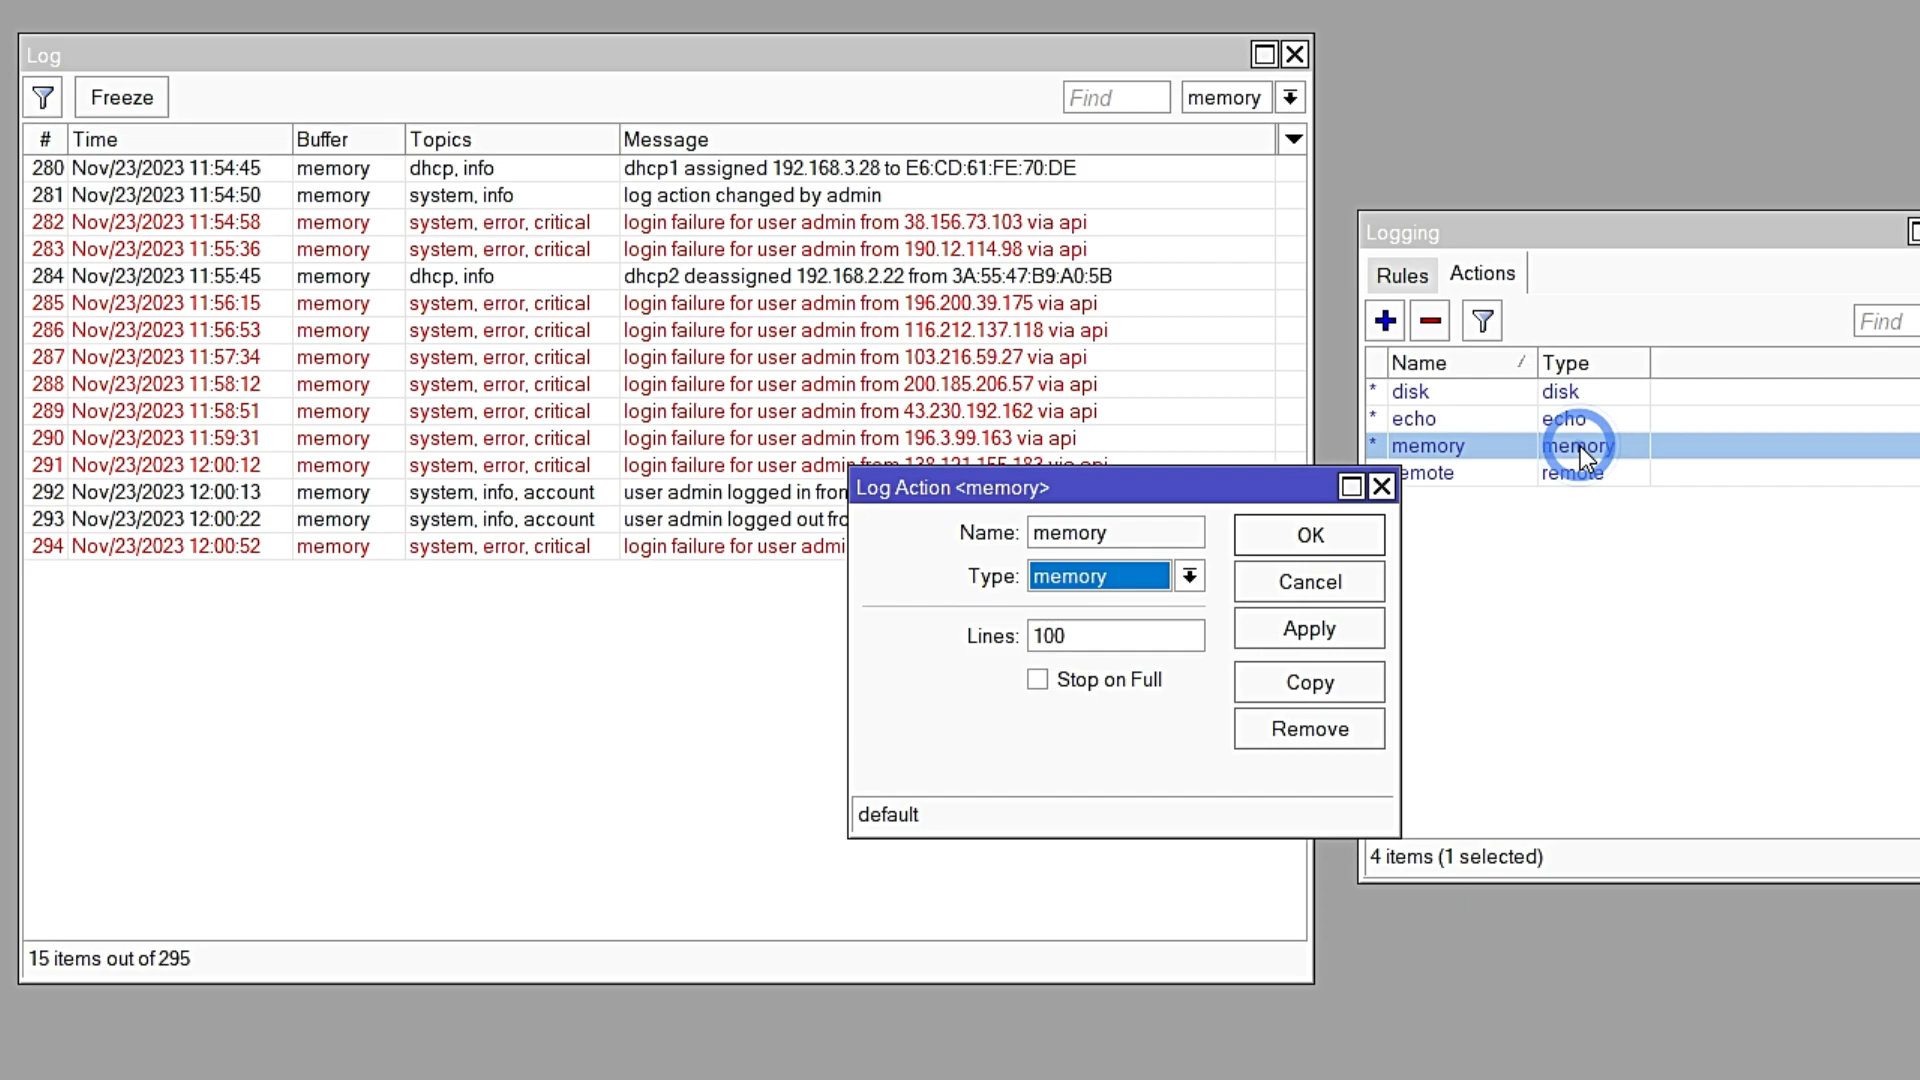 Log
Freeze
Find
memory
# Time Buffer Topics Message
280 Nov/23/2023 11:54:45 memory dhcp, info dhcp1 assigned 192.168.3.28 to E6:CD:61:FE:70:DE
281 Nov/23/2023 11:54:50 memory system, info log action changed by admin
282 Nov/23/2023 11:54:58 memory system, error, critical login failure for user admin from 38.156.73.103 via api
283 Nov/23/2023 11:55:36 memory system, error, critical login failure for user admin from 190.12.114.98 via api
284 Nov/23/2023 11:55:45 memory dhcp, info dhcp2 deassigned 192.168.2.22 from 3A:55:47:B9:A0:5B
285 Nov/23/2023 11:56:15 memory system, error, critical login failure for user admin from 196.200.39.175 via api
286 Nov/23/2023 11:56:53 memory system, error, critical login failure for user admin from 116.212.137.118 via api
287 Nov/23/2023 11:57:34 memory system, error, critical login failure for user admin from 103.216.59.27 via api
288 Nov/23/2023 11:58:12 memory system, error, critical login failure for user admin from 200.185.206.57 via api
289 Nov/23/2023 11:58:51 memory system, error, critical login failure for user admin from 43.230.192.162 via api
290 Nov/23/2023 11:59:31 memory system, error, critical login failure for user admin from 196.3.99.163 via api
291 Nov/23/2023 12:00:12 memory system, error, critical login failure for user admin from 138.121.155.183 via api
292 Nov/23/2023 12:00:13 memory system, info, account user admin logged in from
293 Nov/23/2023 12:00:22 memory system, info, account user admin logged out fro
294 Nov/23/2023 12:00:52 memory system, error, critical login failure for user admi
15 items out of 295
Log Action <memory>
Name: memory
Type: memory
Lines: 100
Stop on Full
OK
Cancel
Apply
Copy
Remove
default
Logging
Rules Actions
Find
Name / Type
* disk disk
* echo echo
* memory memory
emote remote
4 items (1 selected)